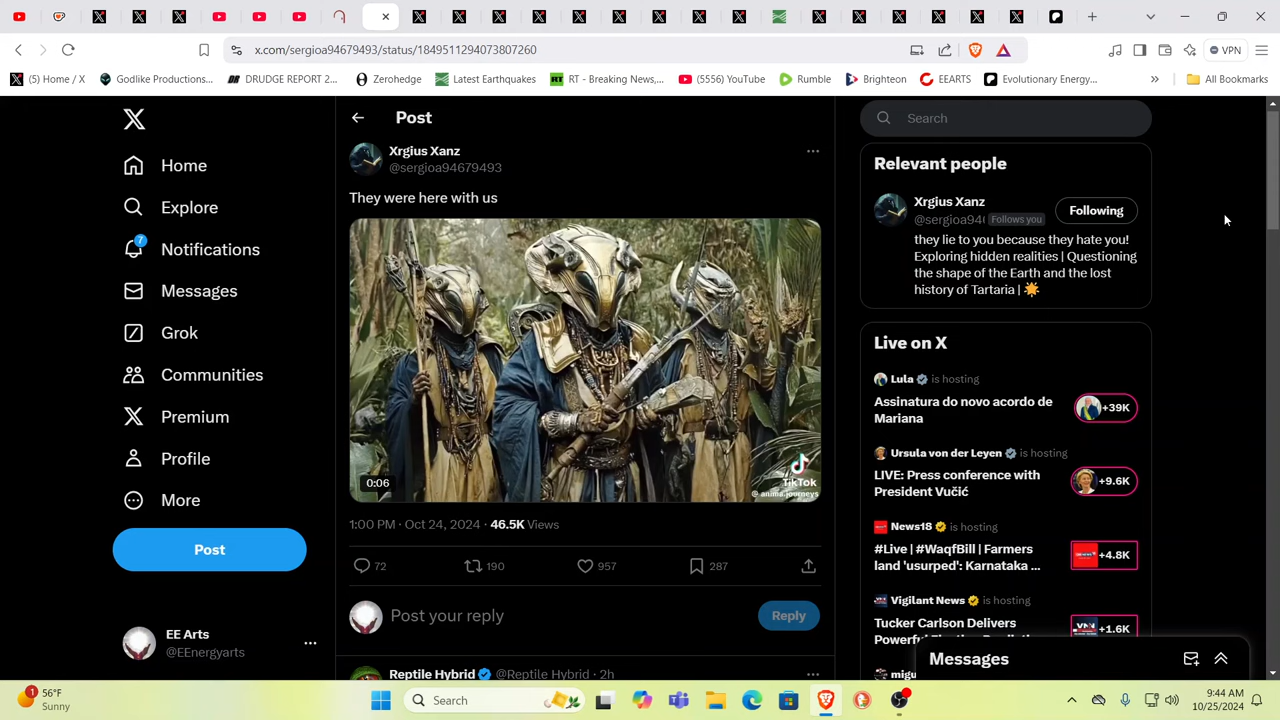 x.com/sergioa94679493/status/1849511294073807260
VPN
(5) Home / X
Godlike Productions...
DRUDGE REPORT 2...
Zerohedge
Latest Earthquakes
RT
RT - Breaking News,...
(5555) YouTube
Rumble
Brighteon
EEARTS
Evolutionary Energy...
»
All Bookmarks
Home
Explore
7
Notifications
Messages
Grok
Communities
Premium
Profile
More
Post
EE Arts
@EEnergyarts
Post
Xrgius Xanz
@sergioa94679493
They were here with us
0:06
TikTok
@ anima.journeys
1:00 PM · Oct 24, 2024 · 46.5K Views
72
190
957
287
Post your reply
Reply
Reptile Hybrid @Reptile Hybrid · 2h
Search
Relevant people
Xrgius Xanz
@sergioa94
Follows you
Following
they lie to you because they hate you!
Exploring hidden realities | Questioning
the shape of the Earth and the lost
history of Tartaria |
Live on X
Lula is hosting
Assinatura do novo acordo de
Mariana
+39K
Ursula von der Leyen is hosting
LIVE: Press conference with
President Vučić
+9.6K
News18 is hosting
#Live | #WaqfBill | Farmers
land 'usurped': Karnataka ...
+4.8K
Vigilant News is hosting
Tucker Carlson Delivers
+1.6K
migu
Messages
1
56°F
Sunny
Search
9:44 AM
10/25/2024